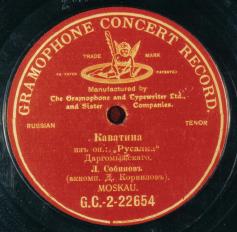 GRAMOPHONE CONCERT RECORD.
TRADE MARK
Manufactured by
The Gramophone and Typewriter Ltd.,
and Sister Companies.
RUSSIAN
TENOR
Каватина
изъ оп.: „Русалка"
Даргомыжскаго.
Л. Собиновъ
(аккомп. Д. Корниловъ).
MOSKAU.
G.C.-2-22654